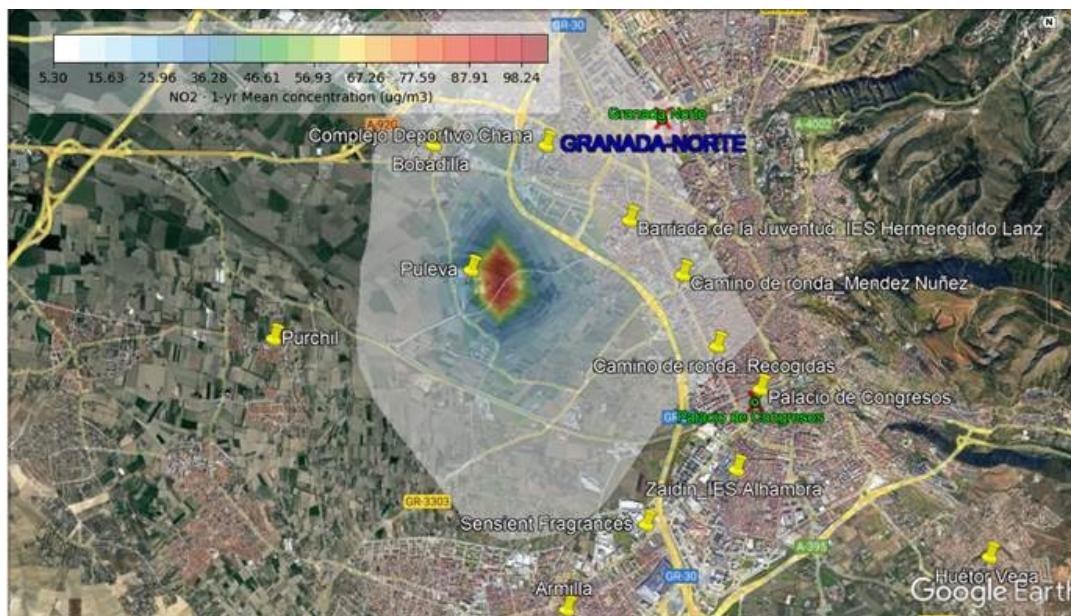 GR-30
N
5.30 15.63 25.96 36.28 46.61 56.93 67.26 77.59 87.91 98.24
NO2 - 1-yr Mean concentration (ug/m3)
Granada Norte
A-92G
Complejo Deportivo Chana
GRANADA-NORTE
A-4002
Bobadilla
Barriada de la Juventud_IES Hermenegildo Lanz
Puleva
Camino de ronda_Mendez Nuñez
Purchil
Camino de ronda_Recogidas
Palacio de Congresos
Palacio de Congresos
Zaidin_IES Alhambra
GR-3303
Sensient Fragrances
A-395
GR-30
Armilla
Huétor Vega
Google Earth